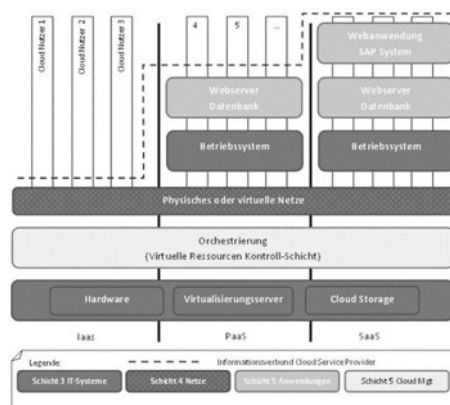 Cloud Nutzer 1
Cloud Nutzer 2
Cloud Nutzer 3
4
5
...
Webanwendung
SAP System
Webserver
Datenbank
Webserver
Datenbank
Betriebssystem
Betriebssystem
Physisches oder virtuelle Netze
Orchestrierung
(Virtuelle Ressourcen Kontroll-Schicht)
Hardware
Virtualisierungsserver
Cloud Storage
IaaS
PaaS
SaaS
Legende:
Informationsverbund Cloud Service Provider
Schicht 3 IT-Systeme
Schicht 4 Netze
Schicht 5 Anwendungen
Schicht 5 Cloud Mgt